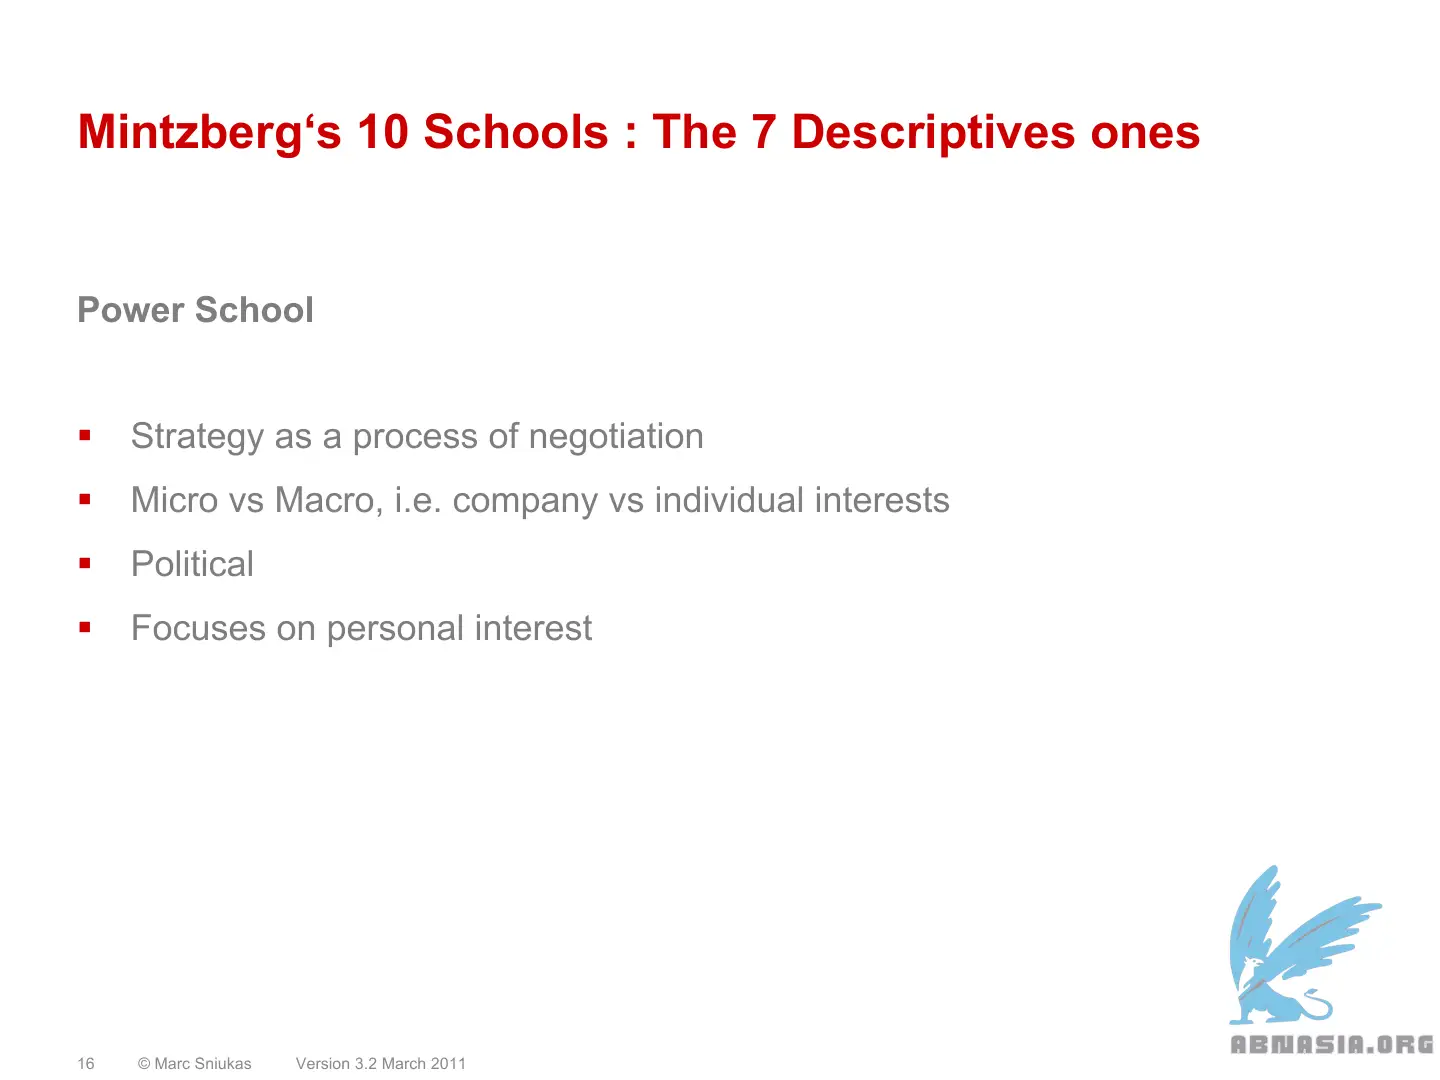 Mintzberg‘s 10 Schools : The 7 Descriptives ones
Power School
▪ Strategy as a process of negotiation
▪ Micro vs Macro, i.e. company vs individual interests
▪ Political
▪ Focuses on personal interest
ABNASIA.ORG
16 © Marc Sniukas Version 3.2 March 2011